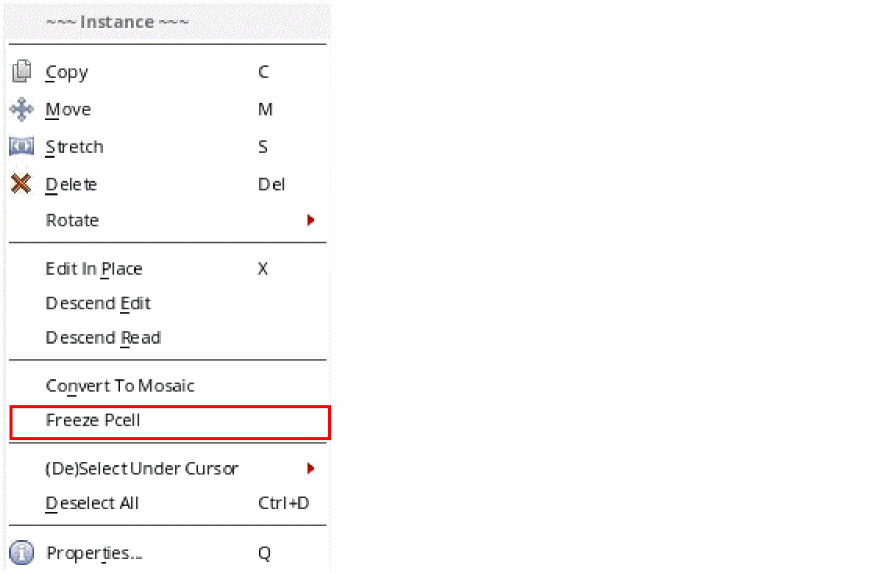 ~~~ Instance ~~~
Copy C
Move M
Stretch S
Delete Del
Rotate
Edit In Place X
Descend Edit
Descend Read
Convert To Mosaic
Freeze Pcell
(De)Select Under Cursor
Deselect All Ctrl+D
Properties... Q